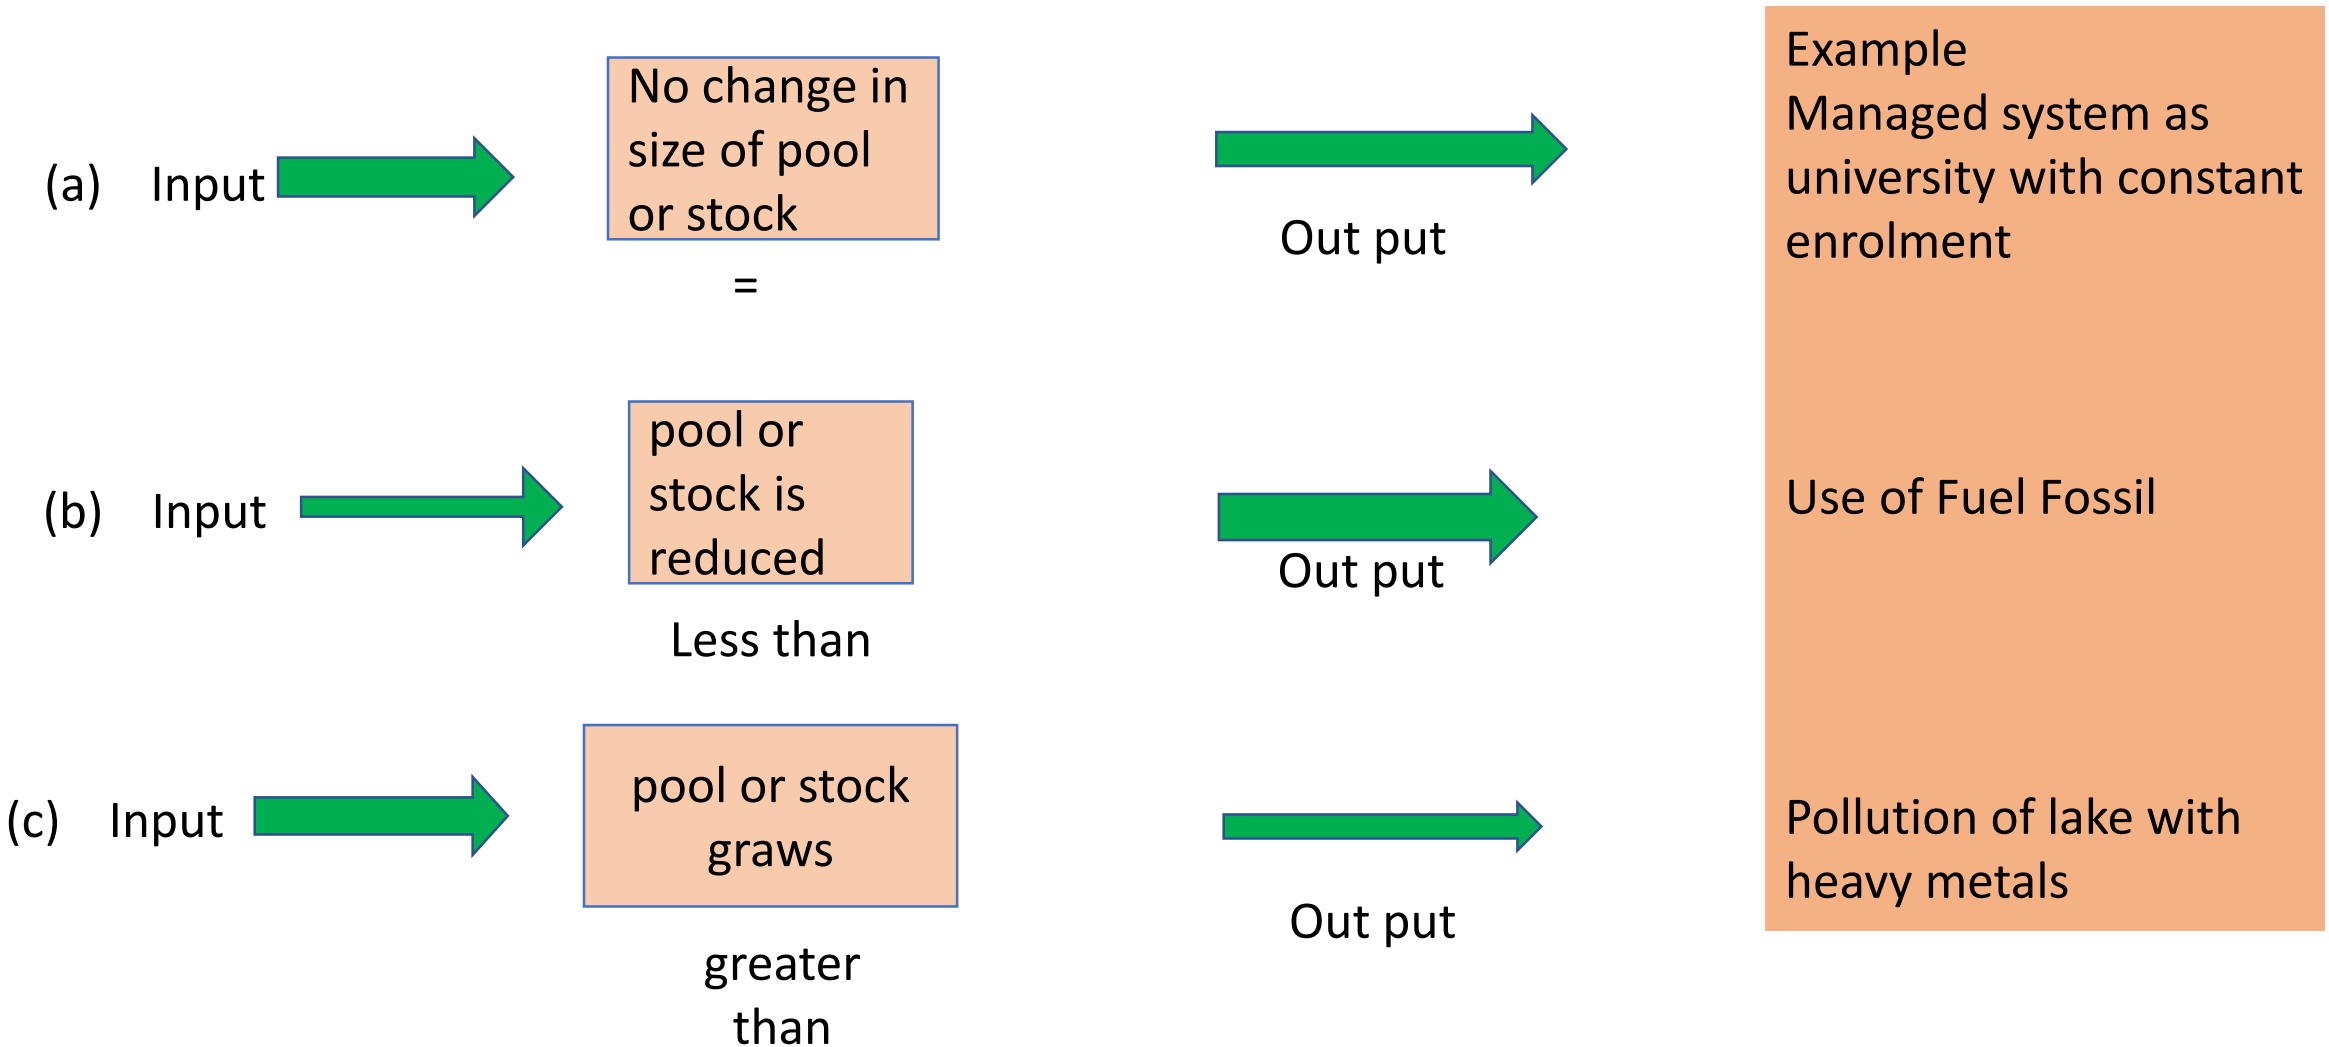 (a) Input
No change in
size of pool
or stock
=
Out put
Example
Managed system as
university with constant
enrolment
(b) Input
pool or
stock is
reduced
Less than
Out put
Use of Fuel Fossil
(c) Input
pool or stock
graws
greater
than
Out put
Pollution of lake with
heavy metals